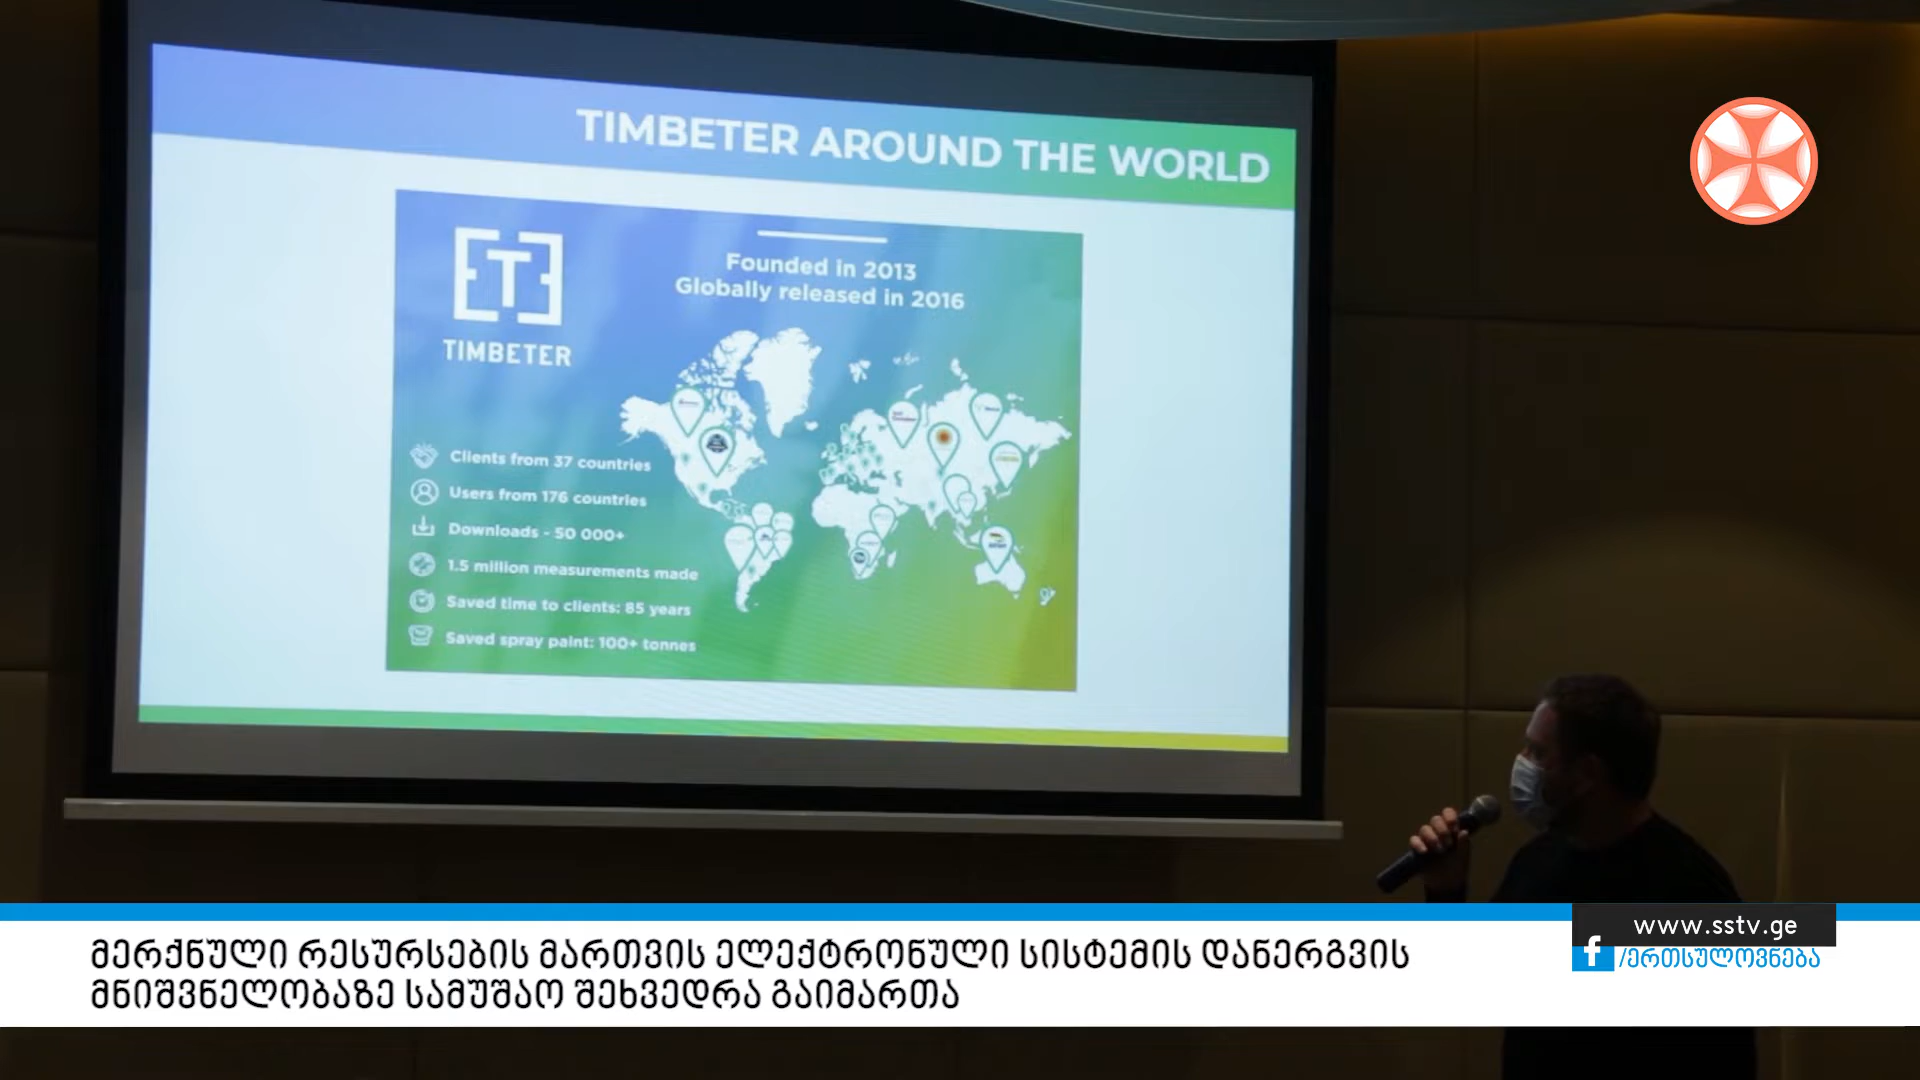 TIMBETER AROUND THE WORLD
Founded in 2013
Globally released in 2016
TIMBETER
Clients from 37 countries
Users from 176 countries
Downloads - 50 000+
1.5 million measurements made
Saved time to clients: 85 years
Saved spray paint: 100+ tonnes
www.sstv.ge
/ერთსულოვნება
მერქნული რესურსების მართვის ელექტრონული სისტემის დანერგვის
მნიშვნელობაზე სამუშაო შეხვედრა გაიმართა